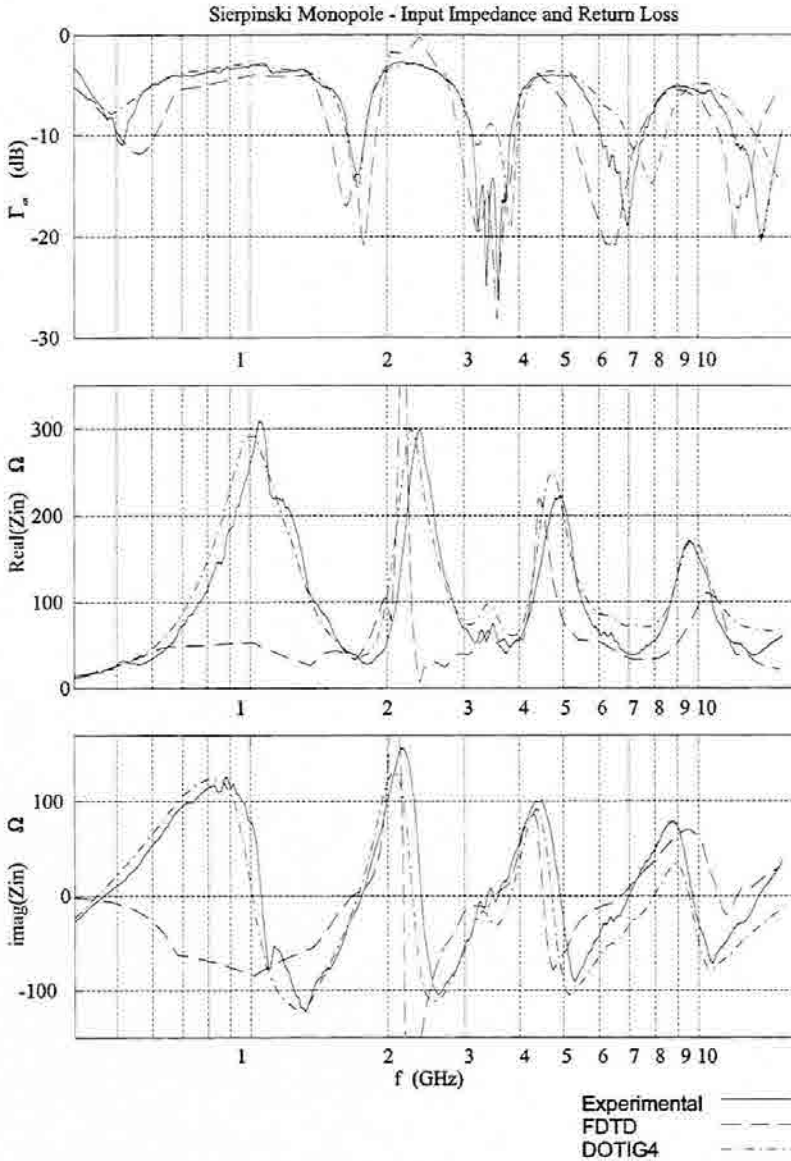 Sierpinski Monopole - Input Impedance and Return Loss
0
-10
-20
-30
Γin (dB)
1 2 3 4 5 6 7 8 9 10
300
200
100
0
Real(Zin) Ω
1 2 3 4 5 6 7 8 9 10
100
0
-100
imag(Zin) Ω
1 2 3 4 5 6 7 8 9 10
f (GHz)
Experimental
FDTD
DOTIG4